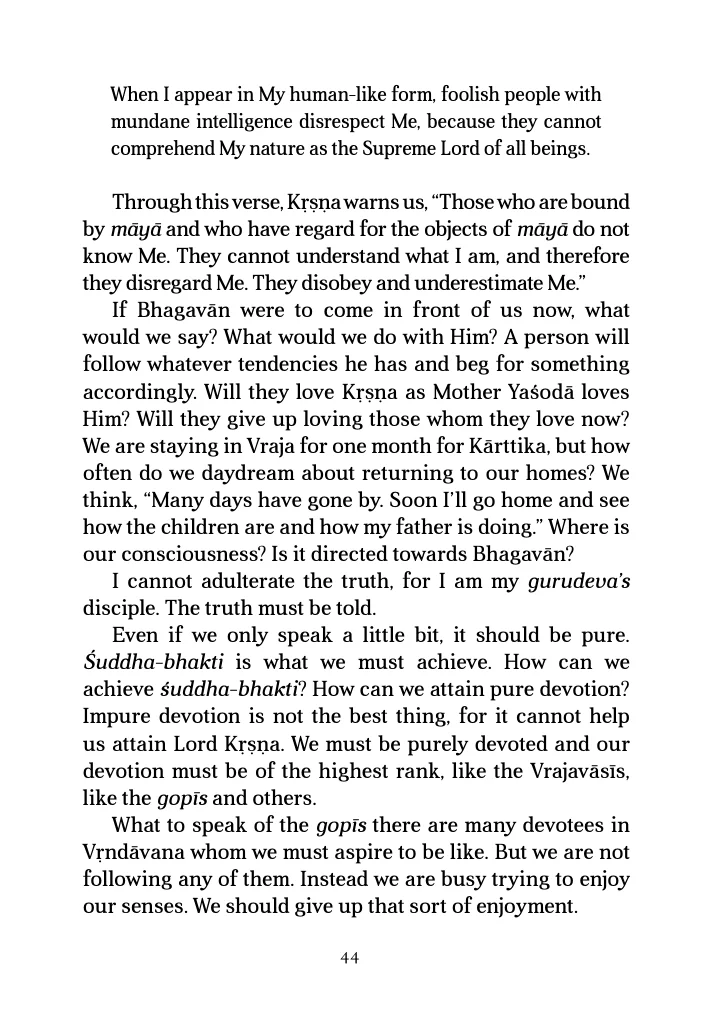 When I appear in My human-like form, foolish people with
mundane intelligence disrespect Me, because they cannot
comprehend My nature as the Supreme Lord of all beings.
Through this verse, Kṛṣṇa warns us, “Those who are bound
by māyā and who have regard for the objects of māyā do not
know Me. They cannot understand what I am, and therefore
they disregard Me. They disobey and underestimate Me.”
If Bhagavān were to come in front of us now, what
would we say? What would we do with Him? A person will
follow whatever tendencies he has and beg for something
accordingly. Will they love Kṛṣṇa as Mother Yaśodā loves
Him? Will they give up loving those whom they love now?
We are staying in Vraja for one month for Kārttika, but how
often do we daydream about returning to our homes? We
think, “Many days have gone by. Soon I’ll go home and see
how the children are and how my father is doing.” Where is
our consciousness? Is it directed towards Bhagavān?
I cannot adulterate the truth, for I am my gurudeva’s
disciple. The truth must be told.
Even if we only speak a little bit, it should be pure.
Śuddha-bhakti is what we must achieve. How can we
achieve śuddha-bhakti? How can we attain pure devotion?
Impure devotion is not the best thing, for it cannot help
us attain Lord Kṛṣṇa. We must be purely devoted and our
devotion must be of the highest rank, like the Vrajavāsīs,
like the gopīs and others.
What to speak of the gopīs there are many devotees in
Vṛndāvana whom we must aspire to be like. But we are not
following any of them. Instead we are busy trying to enjoy
our senses. We should give up that sort of enjoyment.
44